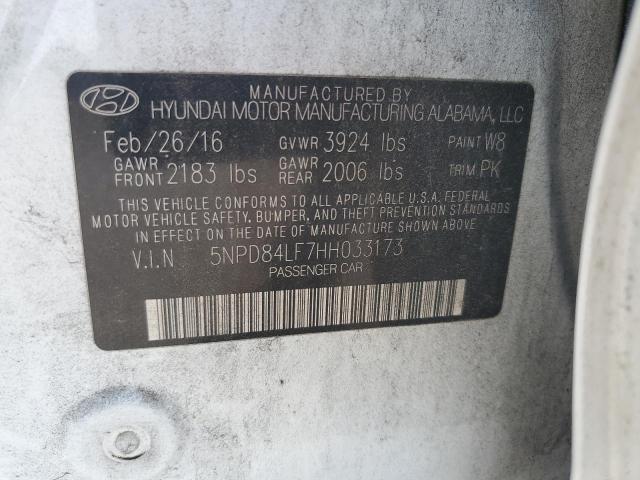 MANUFACTURED BY
HYUNDAI MOTOR MANUFACTURING ALABAMA, LLC
Feb/26/16 GVWR 3924 lbs PAINT W8
GAWR FRONT 2183 lbs GAWR REAR 2006 lbs TRIM PK
THIS VEHICLE CONFORMS TO ALL APPLICABLE U.S.A. FEDERAL
MOTOR VEHICLE SAFETY, BUMPER, AND THEFT PREVENTION STANDARDS
IN EFFECT ON THE DATE OF MANUFACTURE SHOWN ABOVE.
V.I.N 5NPD84LF7HH033173
PASSENGER CAR